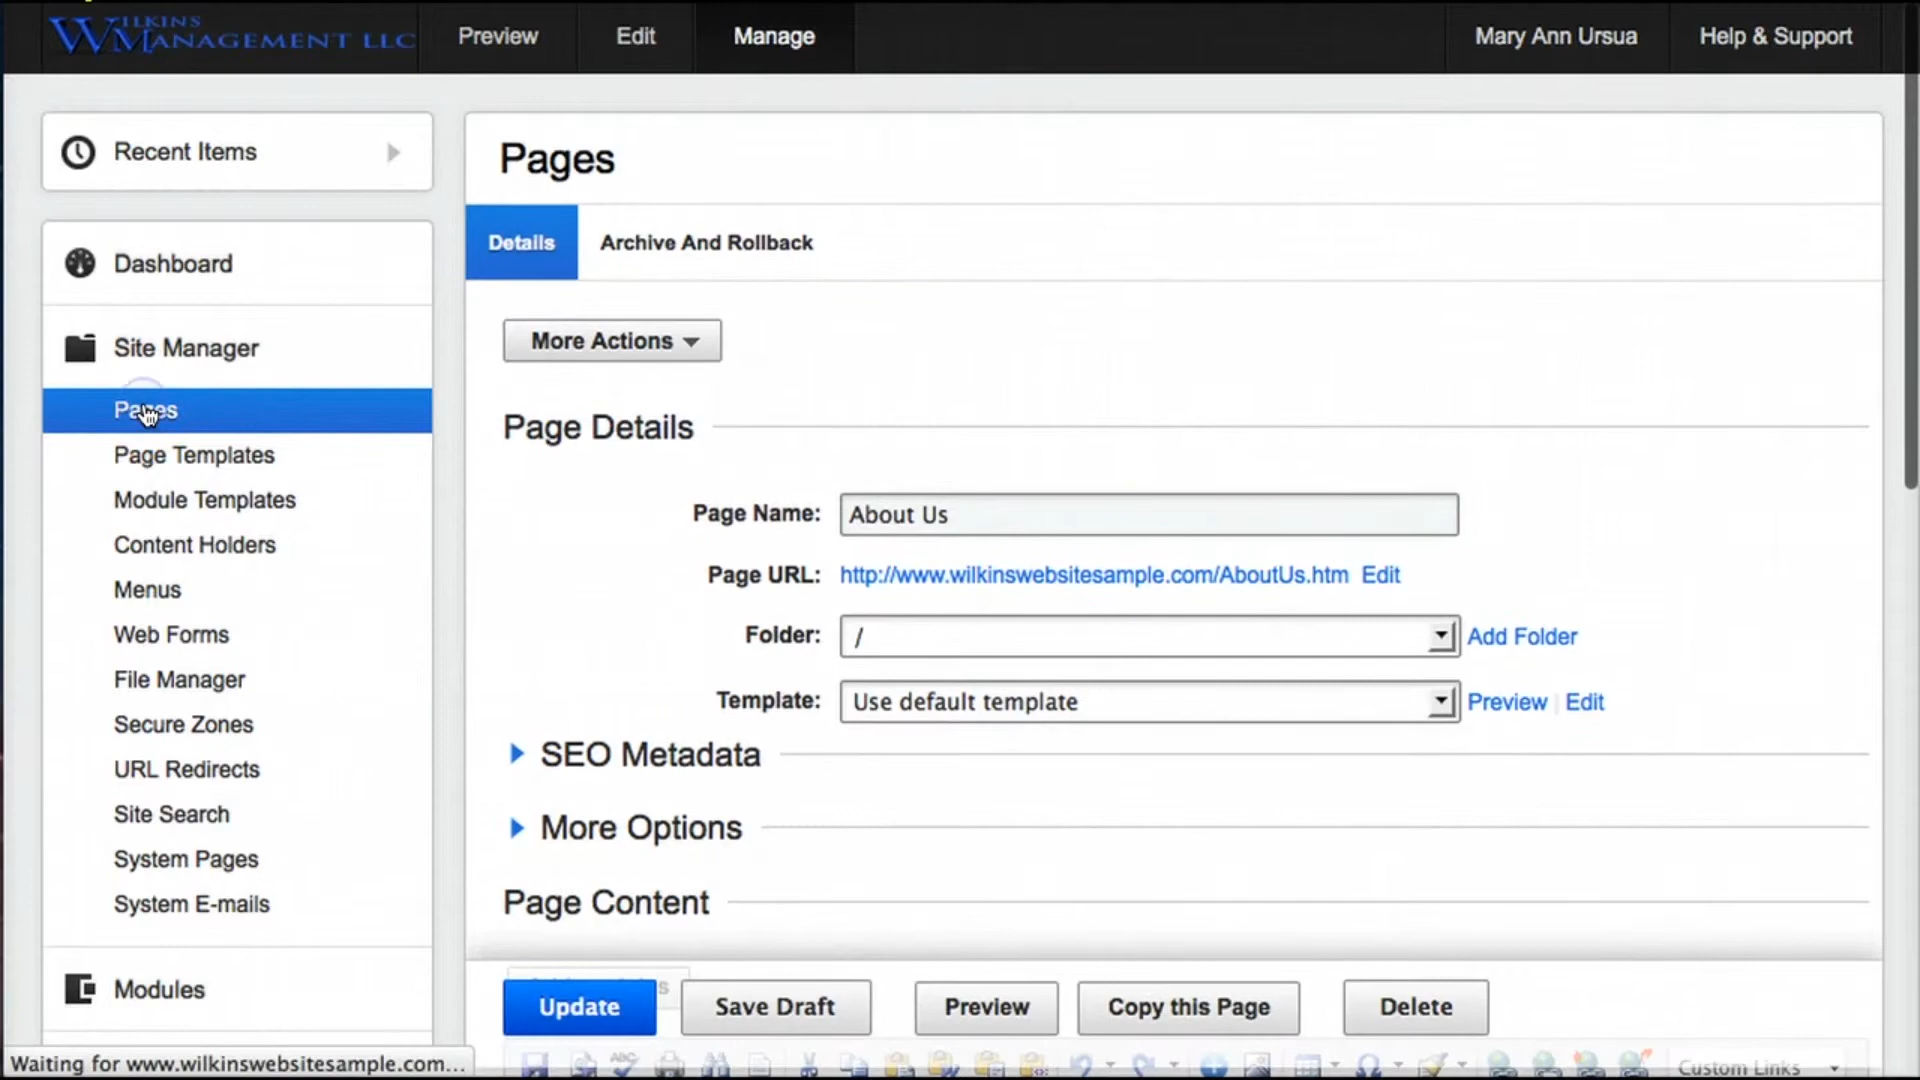 WILKINS MANAGEMENT LLC
Preview
Edit
Manage
Mary Ann Ursua
Help & Support
Recent Items
Dashboard
Site Manager
Pages
Page Templates
Module Templates
Content Holders
Menus
Web Forms
File Manager
Secure Zones
URL Redirects
Site Search
System Pages
System E-mails
Modules
Pages
Details
Archive And Rollback
More Actions
Page Details
Page Name: About Us
Page URL: http://www.wilkinswebsitesample.com/AboutUs.htm Edit
Folder: / Add Folder
Template: Use default template Preview | Edit
SEO Metadata
More Options
Page Content
Update
Save Draft
Preview
Copy this Page
Delete
ABC
Custom Links
Waiting for www.wilkinswebsitesample.com...